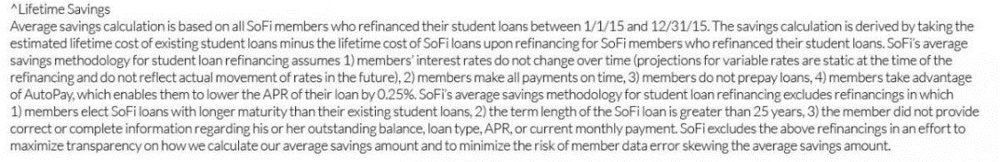 ^Lifetime Savings
Average savings calculation is based on all SoFi members who refinanced their student loans between 1/1/15 and 12/31/15. The savings calculation is derived by taking the
estimated lifetime cost of existing student loans minus the lifetime cost of SoFi loans upon refinancing for SoFi members who refinanced their student loans. SoFi's average
savings methodology for student loan refinancing assumes 1) members' interest rates do not change over time (projections for variable rates are static at the time of the
refinancing and do not reflect actual movement of rates in the future), 2) members make all payments on time, 3) members do not prepay loans, 4) members take advantage
of AutoPay, which enables them to lower the APR of their loan by 0.25%. SoFi's average savings methodology for student loan refinancing excludes refinancings in which
1) members elect SoFi loans with longer maturity than their existing student loans, 2) the term length of the SoFi loan is greater than 25 years, 3) the member did not provide
correct or complete information regarding his or her outstanding balance, loan type, APR, or current monthly payment. SoFi excludes the above refinancings in an effort to
maximize transparency on how we calculate our average savings amount and to minimize the risk of member data error skewing the average savings amount.